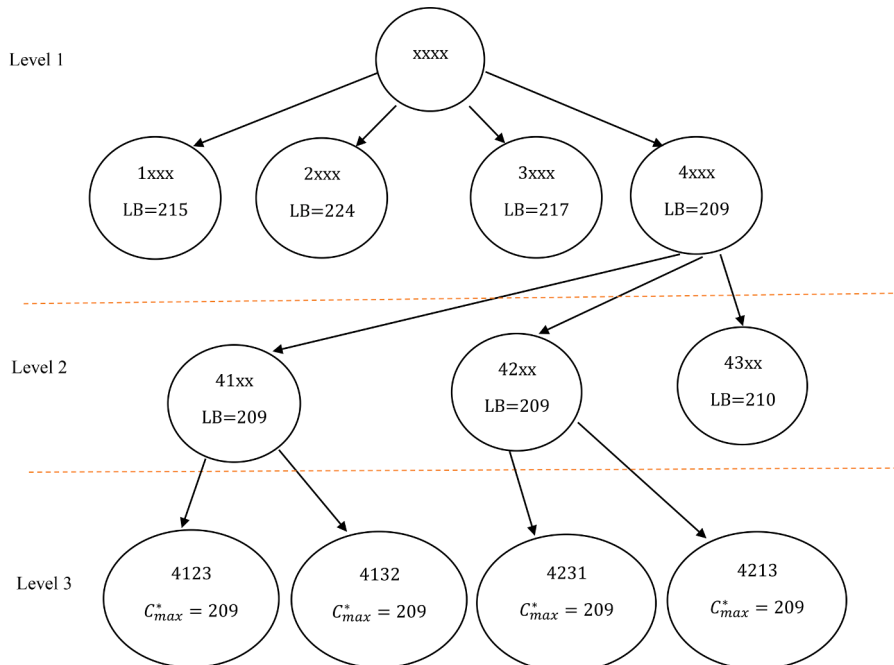 Level 1
xxxx
1xxx
LB=215
2xxx
LB=224
3xxx
LB=217
4xxx
LB=209
Level 2
41xx
LB=209
42xx
LB=209
43xx
LB=210
Level 3
4123
C*max = 209
4132
C*max = 209
4231
C*max = 209
4213
C*max = 209